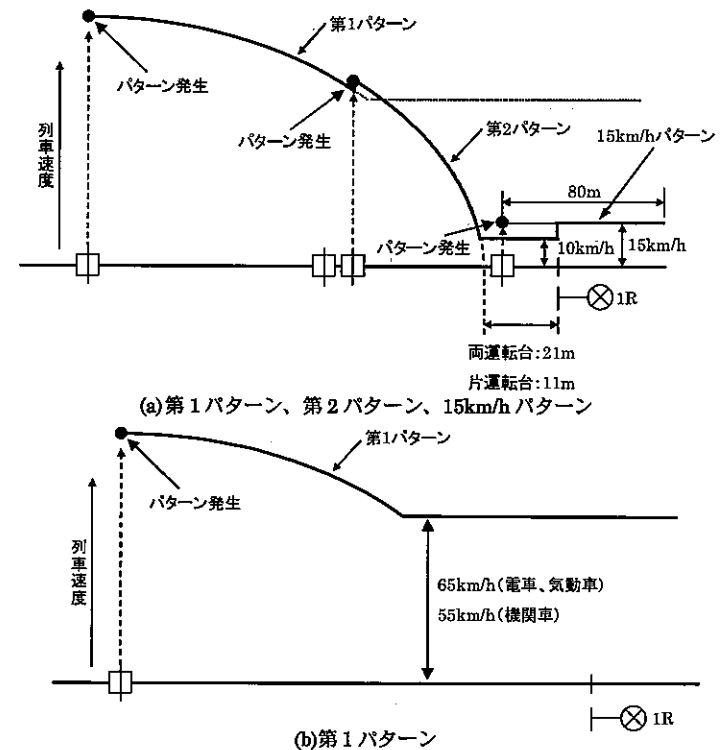 第1パターン
パターン発生
列車速度
パターン発生
第2パターン
15km/hパターン
80m
パターン発生
10km/h
15km/h
1R
両運転台:21m
片運転台:11m
(a)第1パターン、第2パターン、15km/hパターン
第1パターン
パターン発生
列車速度
65km/h(電車、気動車)
55km/h(機関車)
1R
(b)第1パターン